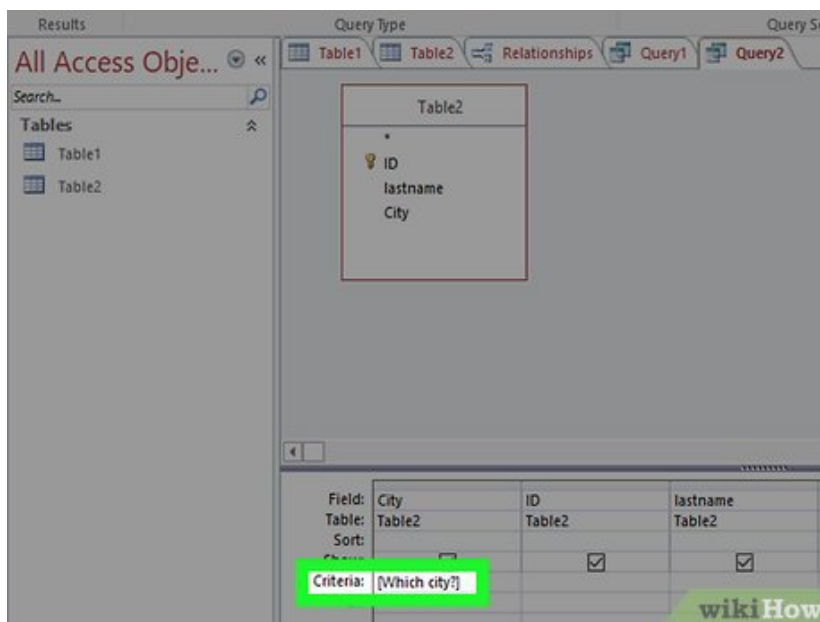 Results Query Type Query S
All Access Obje... «
Search...
Tables
Table1
Table2
Table1 Table2 Relationships Query1 Query2
Table2
*
ID
lastname
City
Field: City ID lastname
Table: Table2 Table2 Table2
Sort:
Criteria: [Which city?]
wikiHow